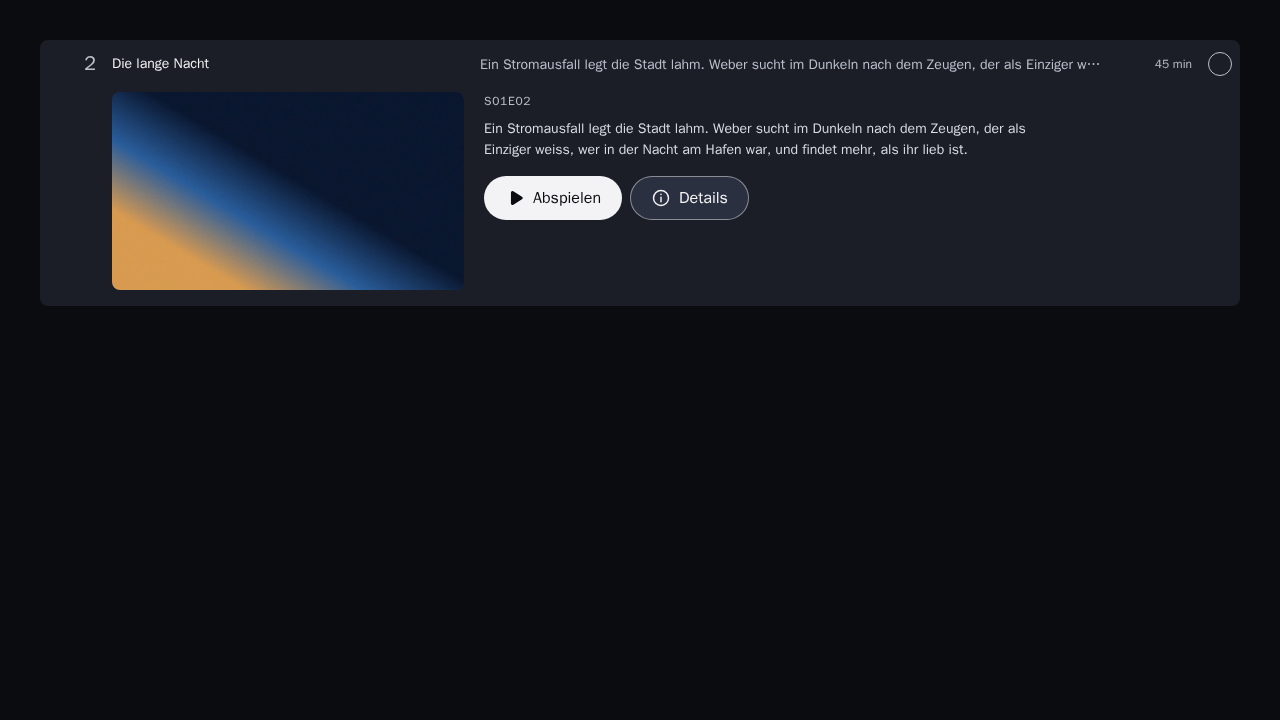 2 Die lange Nacht Ein Stromausfall legt die Stadt lahm. Weber sucht im Dunkeln nach dem Zeugen, der als Einziger w… 45 min
S01E02
Ein Stromausfall legt die Stadt lahm. Weber sucht im Dunkeln nach dem Zeugen, der als
Einziger weiss, wer in der Nacht am Hafen war, und findet mehr, als ihr lieb ist.
Abspielen Details